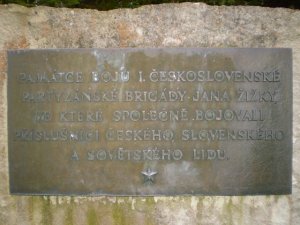 PAMÁTCE BOJŮ I. ČESKOSLOVENSKÉ
PARTYZÁNSKÉ BRIGÁDY JANA ŽIŽKY,
VE KTERÉ SPOLEČNĚ BOJOVALI
PŘÍSLUŠNÍCI ČESKÉHO, SLOVENSKÉHO
A SOVĚTSKÉHO LIDU.